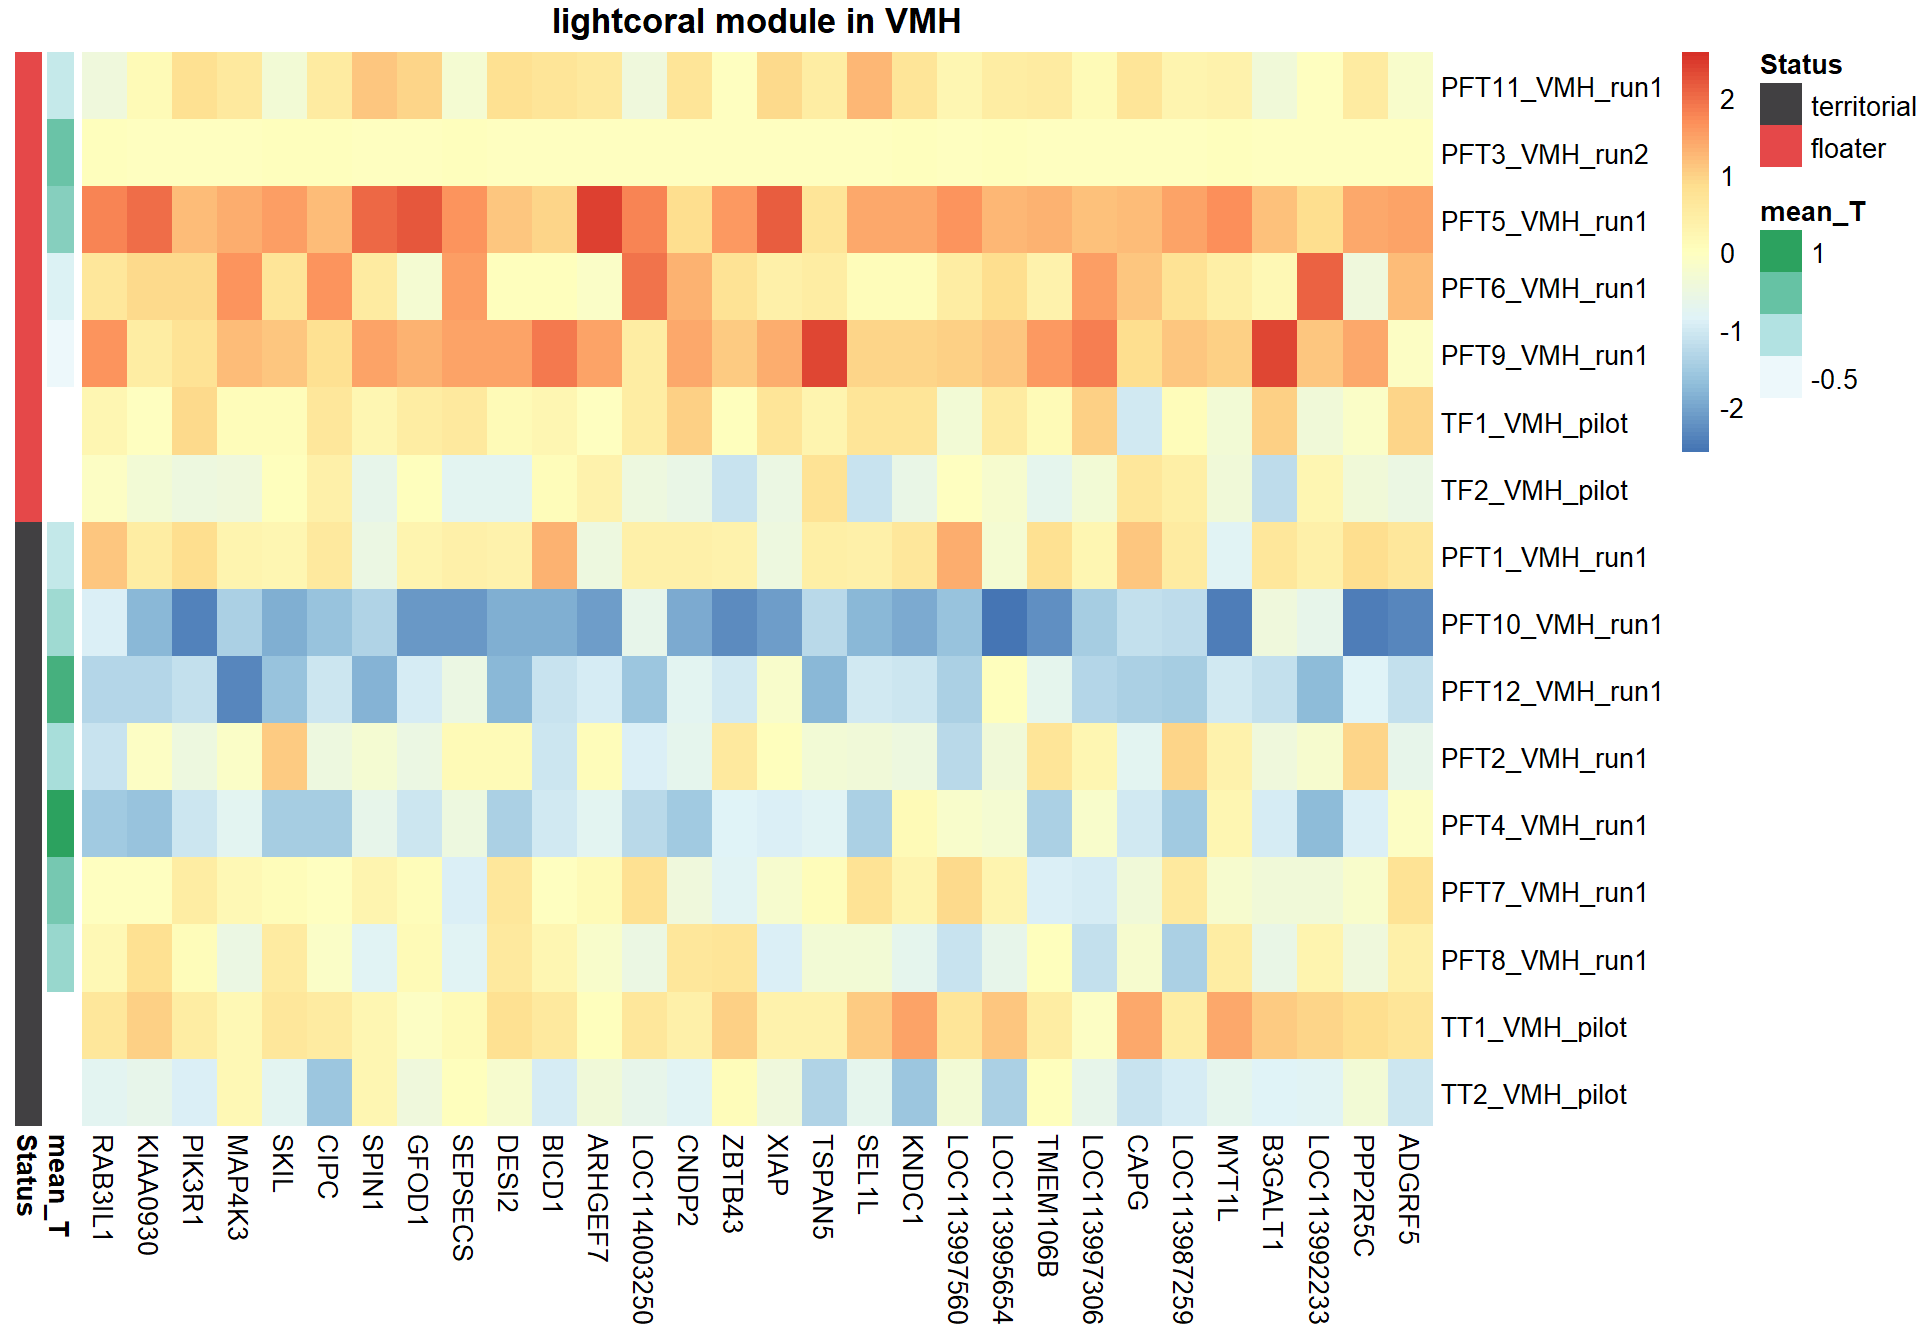 lightcoral module in VMH
PFT11_VMH_run1
PFT3_VMH_run2
PFT5_VMH_run1
PFT6_VMH_run1
PFT9_VMH_run1
TF1_VMH_pilot
TF2_VMH_pilot
PFT1_VMH_run1
PFT10_VMH_run1
PFT12_VMH_run1
PFT2_VMH_run1
PFT4_VMH_run1
PFT7_VMH_run1
PFT8_VMH_run1
TT1_VMH_pilot
TT2_VMH_pilot
2
1
0
-1
-2
Status
territorial
floater
mean_T
1
-0.5
Status
mean_T
RAB3IL1
KIAA0930
PIK3R1
MAP4K3
SKIL
CIPC
SPIN1
GFOD1
SEPSECS
DESI2
BICD1
ARHGEF7
LOC114003250
CNDP2
ZBTB43
XIAP
TSPAN5
SEL1L
KNDC1
LOC113997560
LOC113995654
TMEM106B
LOC113997306
CAPG
LOC113987259
MYT1L
B3GALT1
LOC113992233
PPP2R5C
ADGRF5